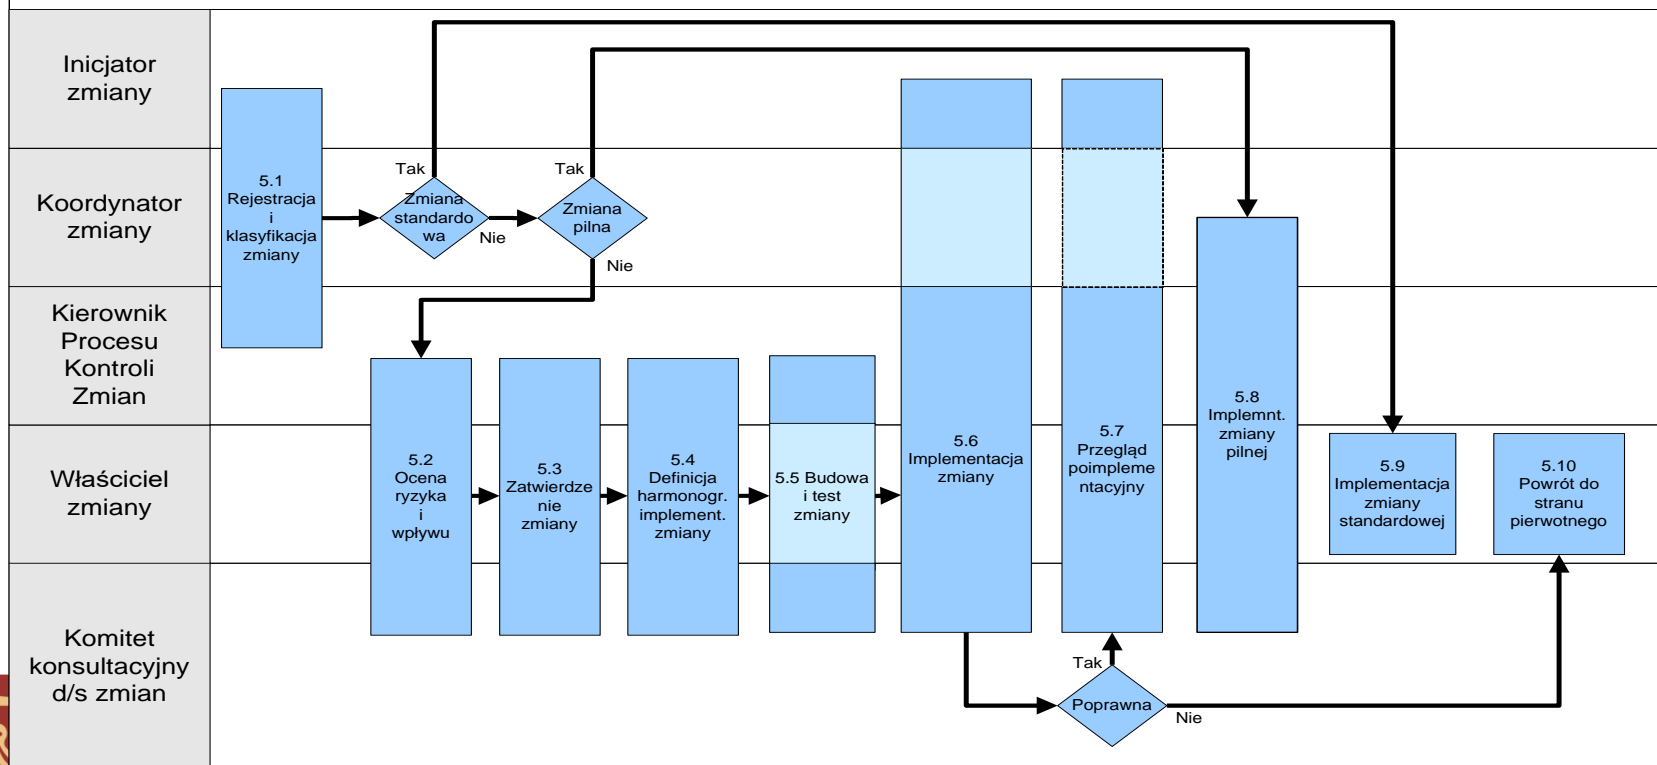 Inicjator
zmiany
Koordynator
zmiany
Kierownik
Procesu
Kontroli
Zmian
Właściciel
zmiany
Komitet
konsultacyjny
d/s zmian
5.1
Rejestracja
i
klasyfikacja
zmiany
Tak
Zmiana
standardo
wa
Nie
Tak
Zmiana
pilna
Nie
5.2
Ocena
ryzyka
i
wpływu
5.3
Zatwierdze
nie
zmiany
5.4
Definicja
harmonogr.
implement.
zmiany
5.5 Budowa
i test
zmiany
5.6
Implementacja
zmiany
5.7
Przegląd
poimpleme
ntacyjny
5.8
Implemnt.
zmiany
pilnej
5.9
Implementacja
zmiany
standardowej
5.10
Powrót do
stranu
pierwotnego
Tak
Poprawna
Nie